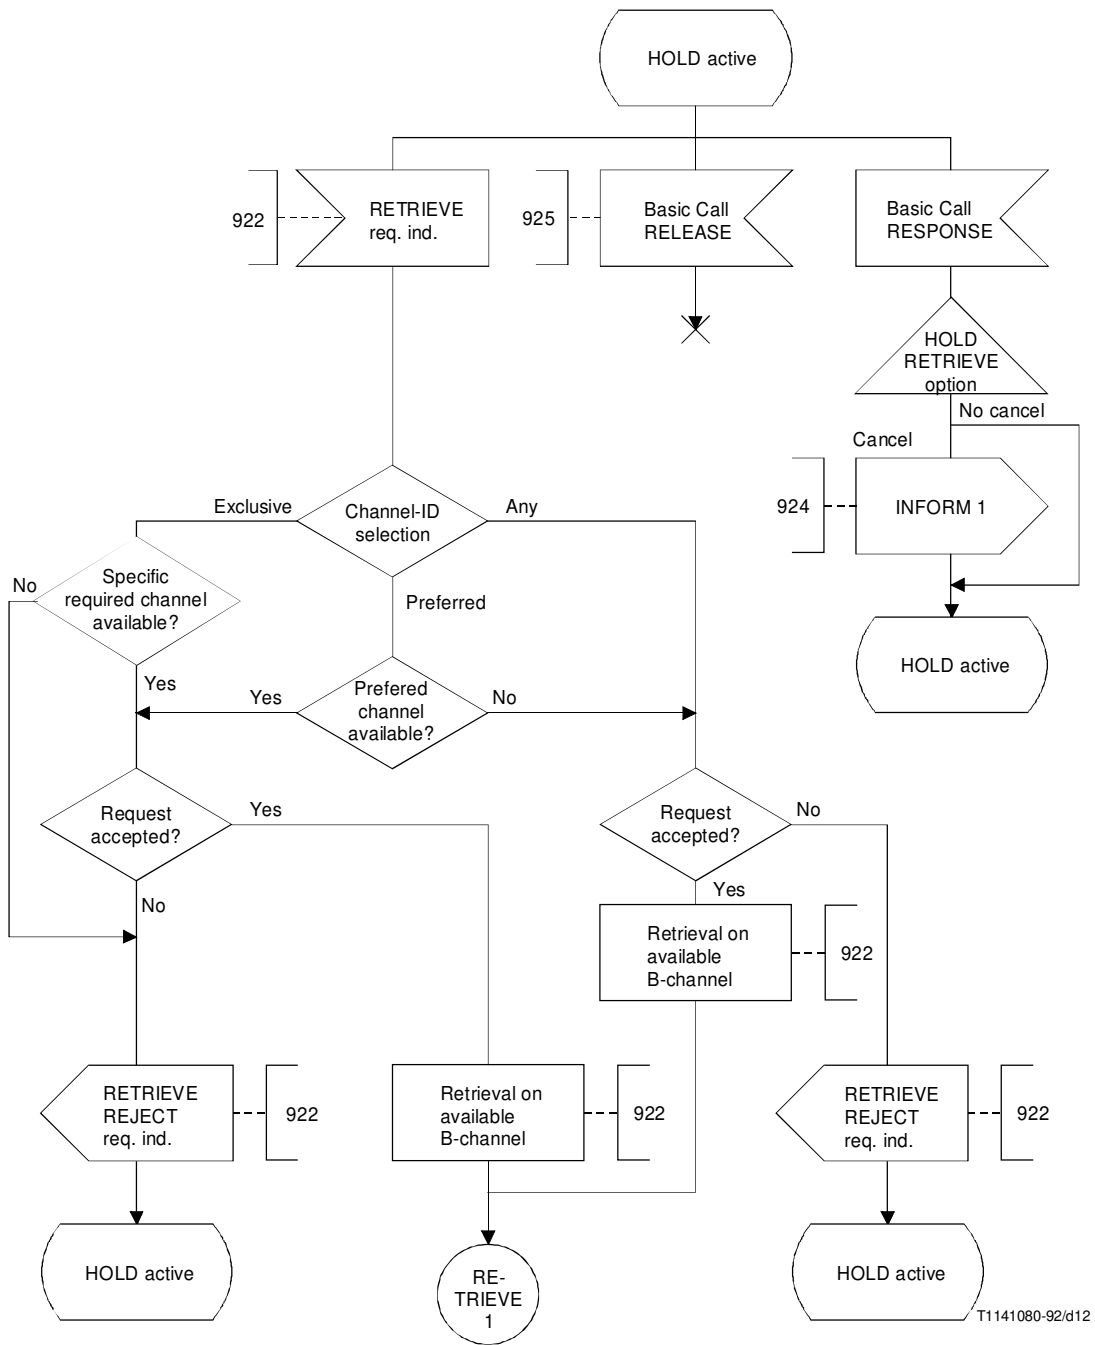 HOLD active
922
RETRIEVE
req. ind.
925
Basic Call
RELEASE
Basic Call
RESPONSE
HOLD
RETRIEVE
option
No cancel
Cancel
924
INFORM 1
HOLD active
Exclusive
Channel-ID
selection
Any
Preferred
No
Specific
required channel
available?
Yes
Yes
Prefered
channel
available?
No
Request
accepted?
Yes
No
Request
accepted?
No
Yes
Retrieval on
available
B-channel
922
RETRIEVE
REJECT
req. ind.
922
Retrieval on
available
B-channel
922
RETRIEVE
REJECT
req. ind.
922
HOLD active
RE-
TRIEVE
1
HOLD active
T1141080-92/d12